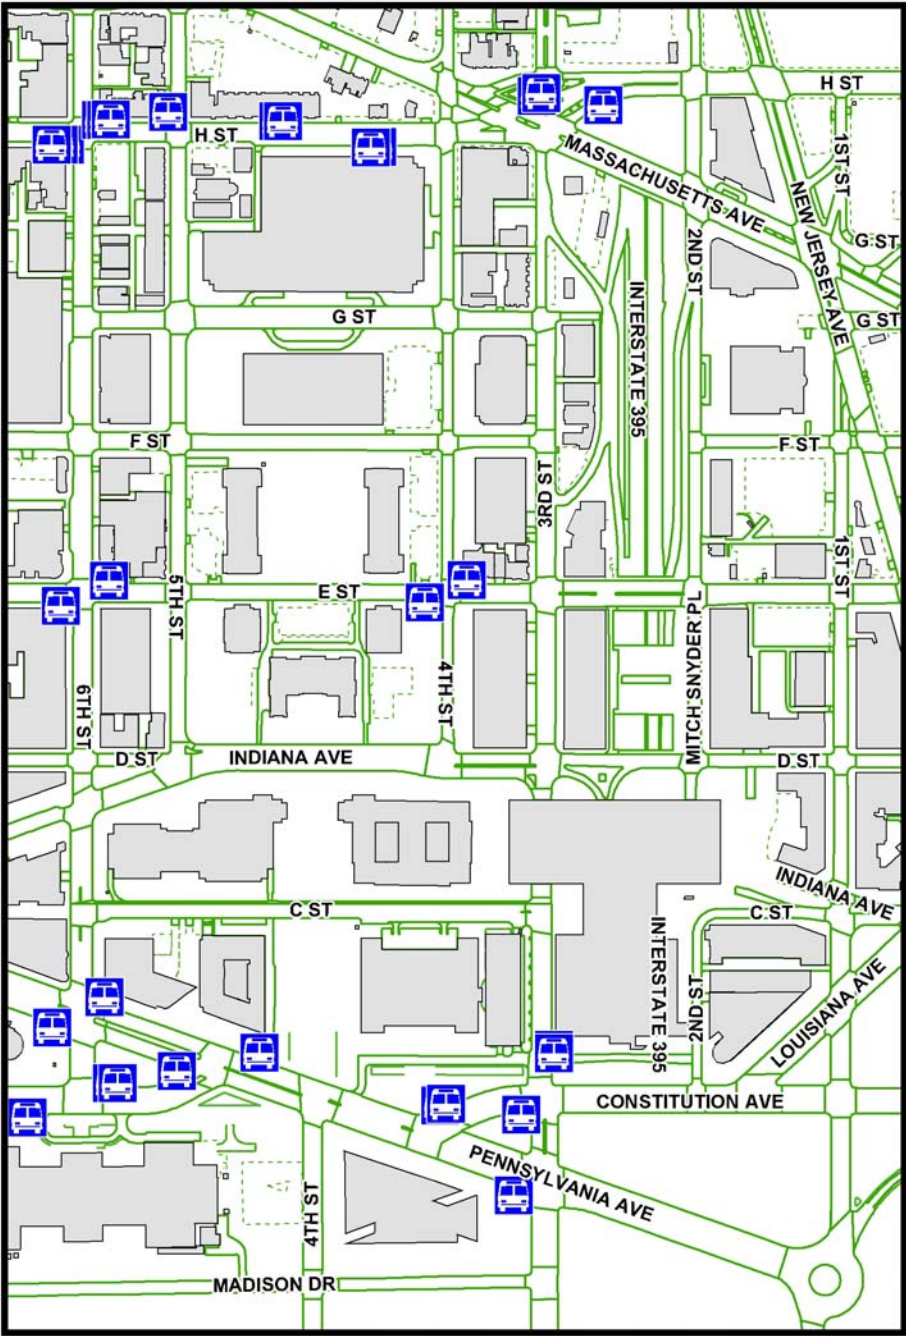 H ST
H ST
1ST ST
MASSACHUSETTS AVE
NEW JERSEY AVE
2ND ST
G ST
INTERSTATE 395
G ST
G ST
F ST
F ST
3RD ST
1ST ST
5TH ST
E ST
MITCH SNYDER PL
4TH ST
6TH ST
D ST
INDIANA AVE
D ST
INDIANA AVE
C ST
C ST
INTERSTATE 395
2ND ST
LOUISIANA AVE
CONSTITUTION AVE
PENNSYLVANIA AVE
4TH ST
MADISON DR